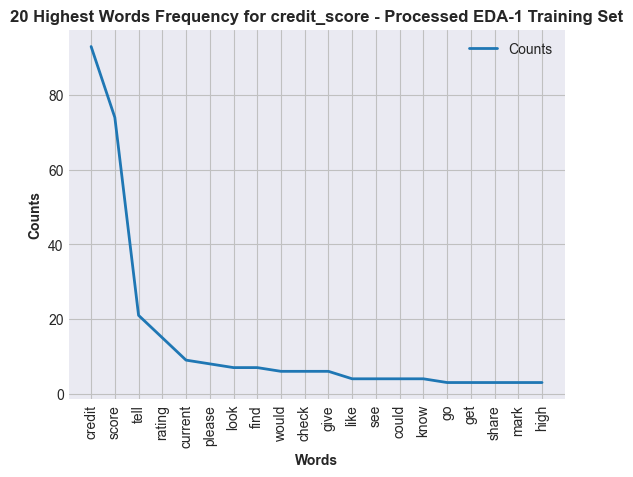 20 Highest Words Frequency for credit_score - Processed EDA-1 Training Set
Counts
80
60
40
20
0
Counts
credit
score
tell
rating
current
please
look
find
would
check
give
like
see
could
know
go
get
share
mark
high
Words